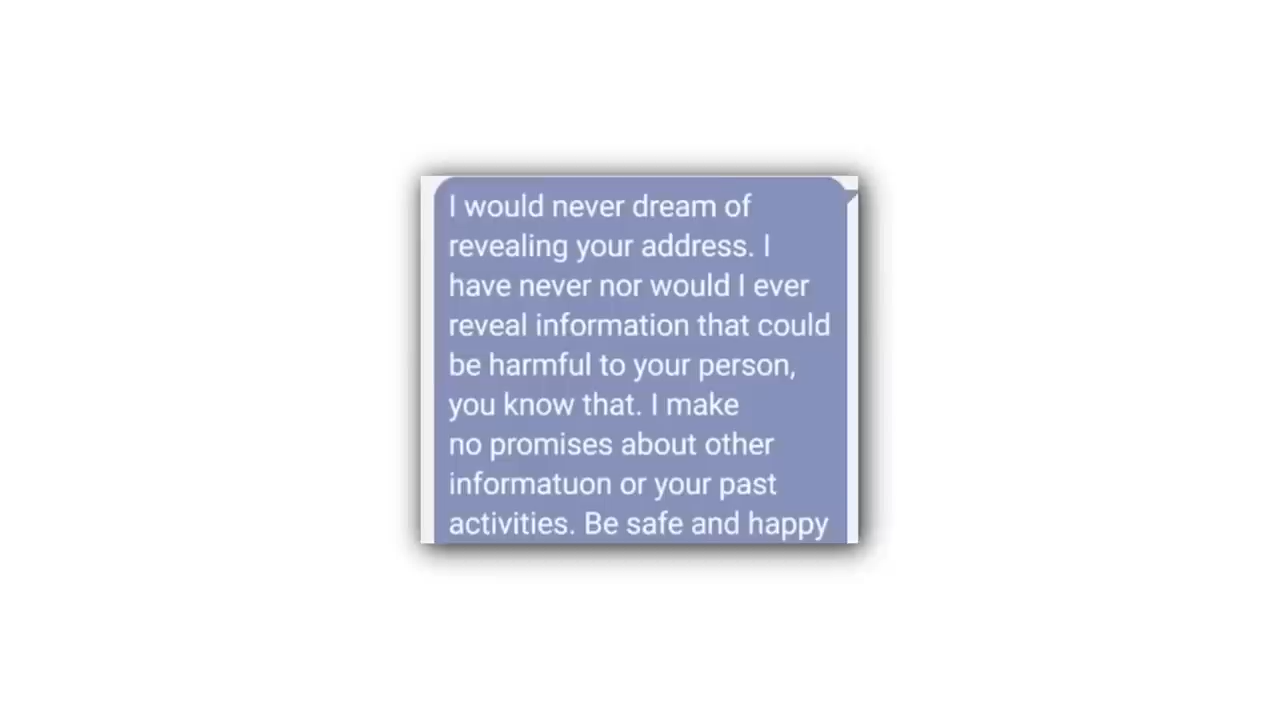 I would never dream of
revealing your address. I
have never nor would I ever
reveal information that could
be harmful to your person,
you know that. I make
no promises about other
informatuon or your past
activities. Be safe and happy